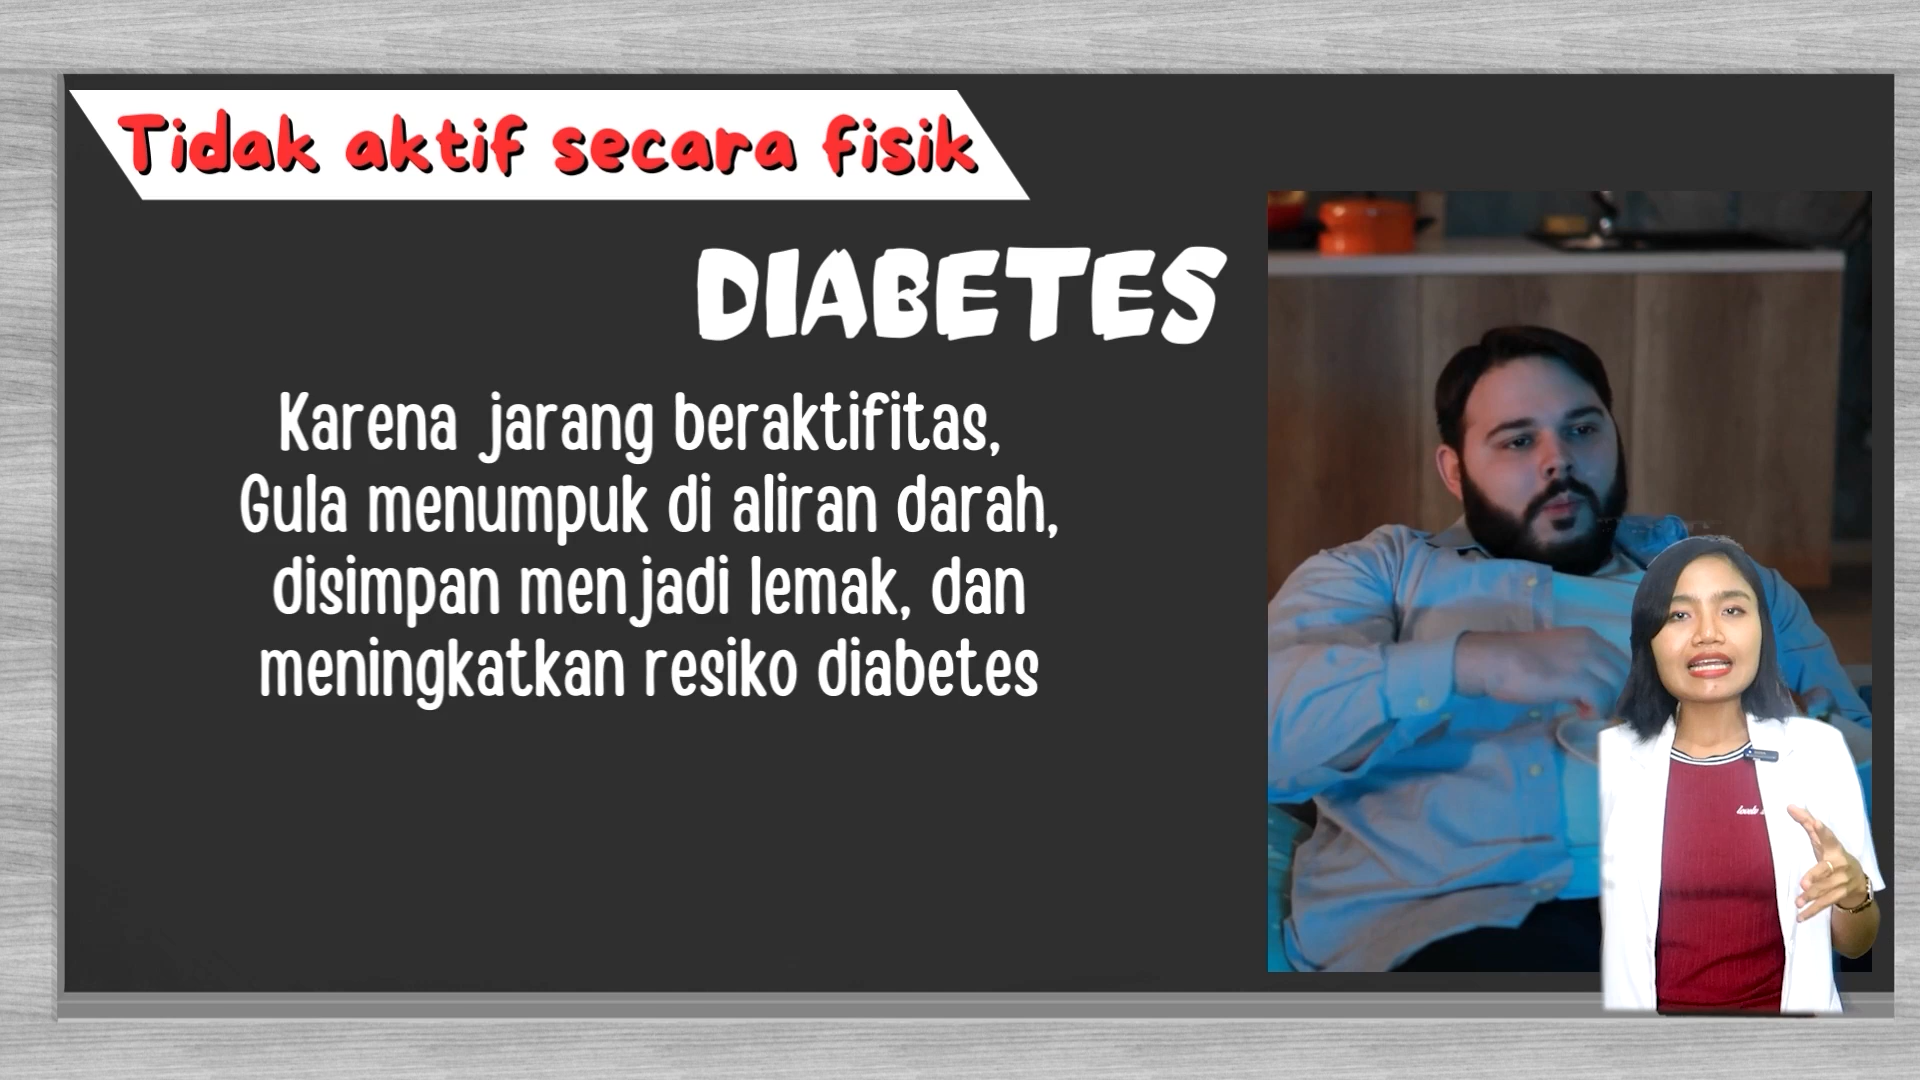 Tidak aktif secara fisik
DIABETES
Karena jarang beraktifitas,
Gula menumpuk di aliran darah,
disimpan menjadi lemak, dan
meningkatkan resiko diabetes